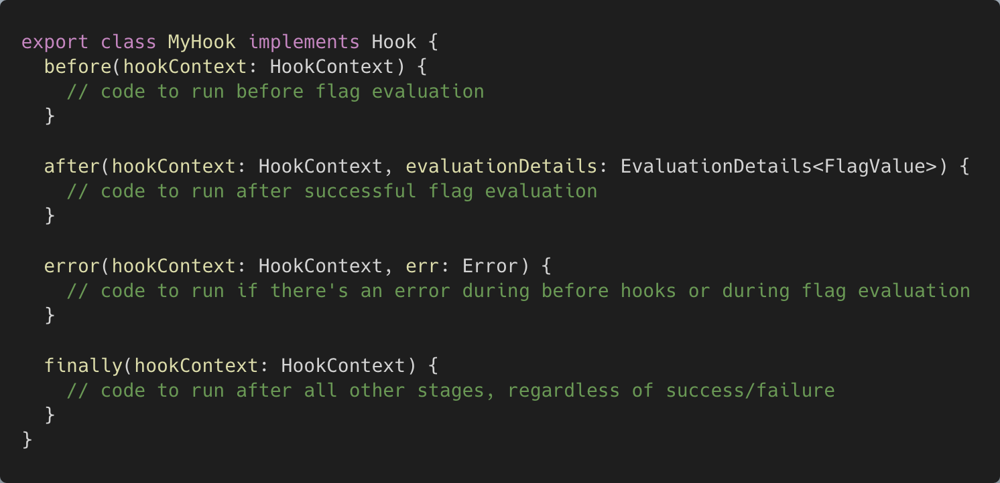 export class MyHook implements Hook {
  before(hookContext: HookContext) {
    // code to run before flag evaluation
  }

  after(hookContext: HookContext, evaluationDetails: EvaluationDetails<FlagValue>) {
    // code to run after successful flag evaluation
  }

  error(hookContext: HookContext, err: Error) {
    // code to run if there's an error during before hooks or during flag evaluation
  }

  finally(hookContext: HookContext) {
    // code to run after all other stages, regardless of success/failure
  }
}